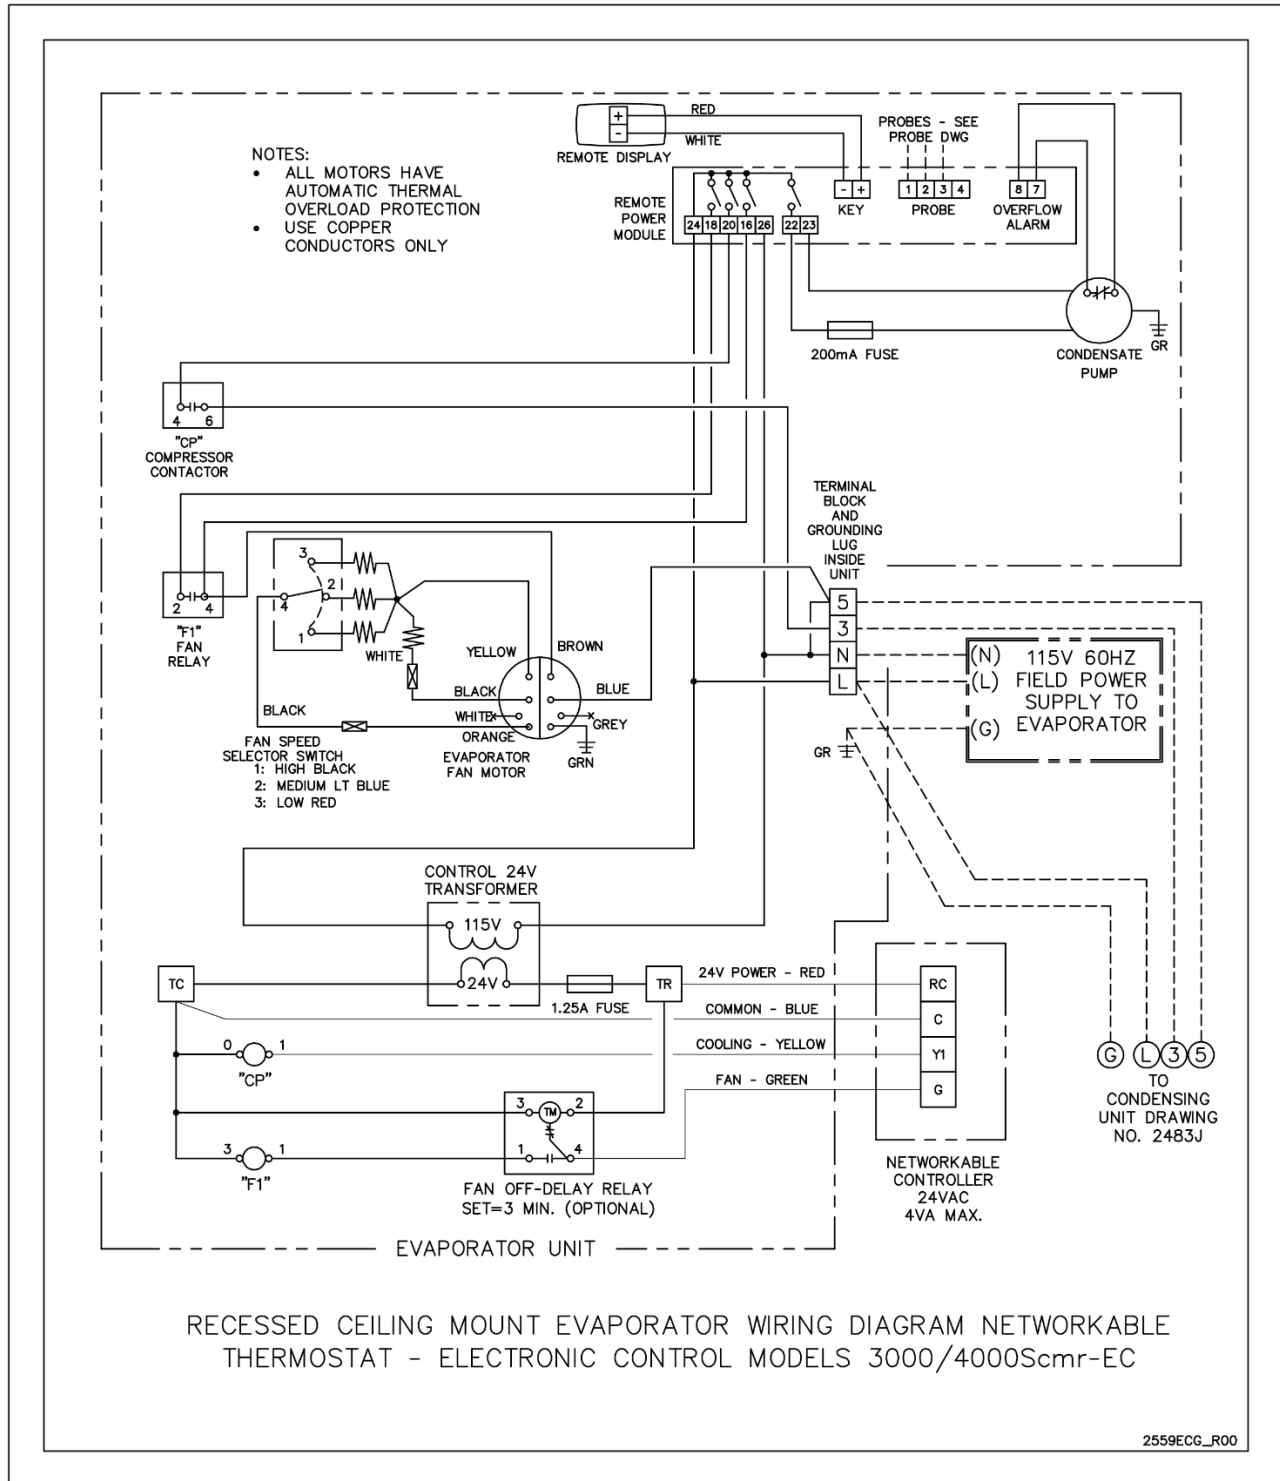 NOTES:
• ALL MOTORS HAVE
AUTOMATIC THERMAL
OVERLOAD PROTECTION
• USE COPPER
CONDUCTORS ONLY
+
-
REMOTE DISPLAY
RED
WHITE
PROBES - SEE
PROBE DWG
REMOTE
POWER
MODULE
24 18 20 16 26 22 23
- +
KEY
1 2 3 4
PROBE
8 7
OVERFLOW
ALARM
200mA FUSE
CONDENSATE
PUMP
GR
4 6
"CP"
COMPRESSOR
CONTACTOR
2 4
"F1"
FAN
RELAY
3
2
4
1
WHITE
YELLOW
BROWN
BLACK
BLUE
WHITE
GREY
ORANGE
GRN
EVAPORATOR
FAN MOTOR
BLACK
FAN SPEED
SELECTOR SWITCH
1: HIGH BLACK
2: MEDIUM LT BLUE
3: LOW RED
TERMINAL
BLOCK
AND
GROUNDING
LUG
INSIDE
UNIT
5
3
N
L
(N) 115V 60HZ
(L) FIELD POWER
SUPPLY TO
(G) EVAPORATOR
GR
CONTROL 24V
TRANSFORMER
115V
24V
TC
1.25A FUSE
TR
24V POWER - RED
COMMON - BLUE
COOLING - YELLOW
FAN - GREEN
RC
C
Y1
G
0 1
"CP"
3 TM 2
1 4
3 1
"F1"
FAN OFF-DELAY RELAY
SET=3 MIN. (OPTIONAL)
NETWORKABLE
CONTROLLER
24VAC
4VA MAX.
G L 3 5
TO
CONDENSING
UNIT DRAWING
NO. 2483J
EVAPORATOR UNIT
RECESSED CEILING MOUNT EVAPORATOR WIRING DIAGRAM NETWORKABLE
THERMOSTAT - ELECTRONIC CONTROL MODELS 3000/4000Scmr-EC
2559ECG_R00